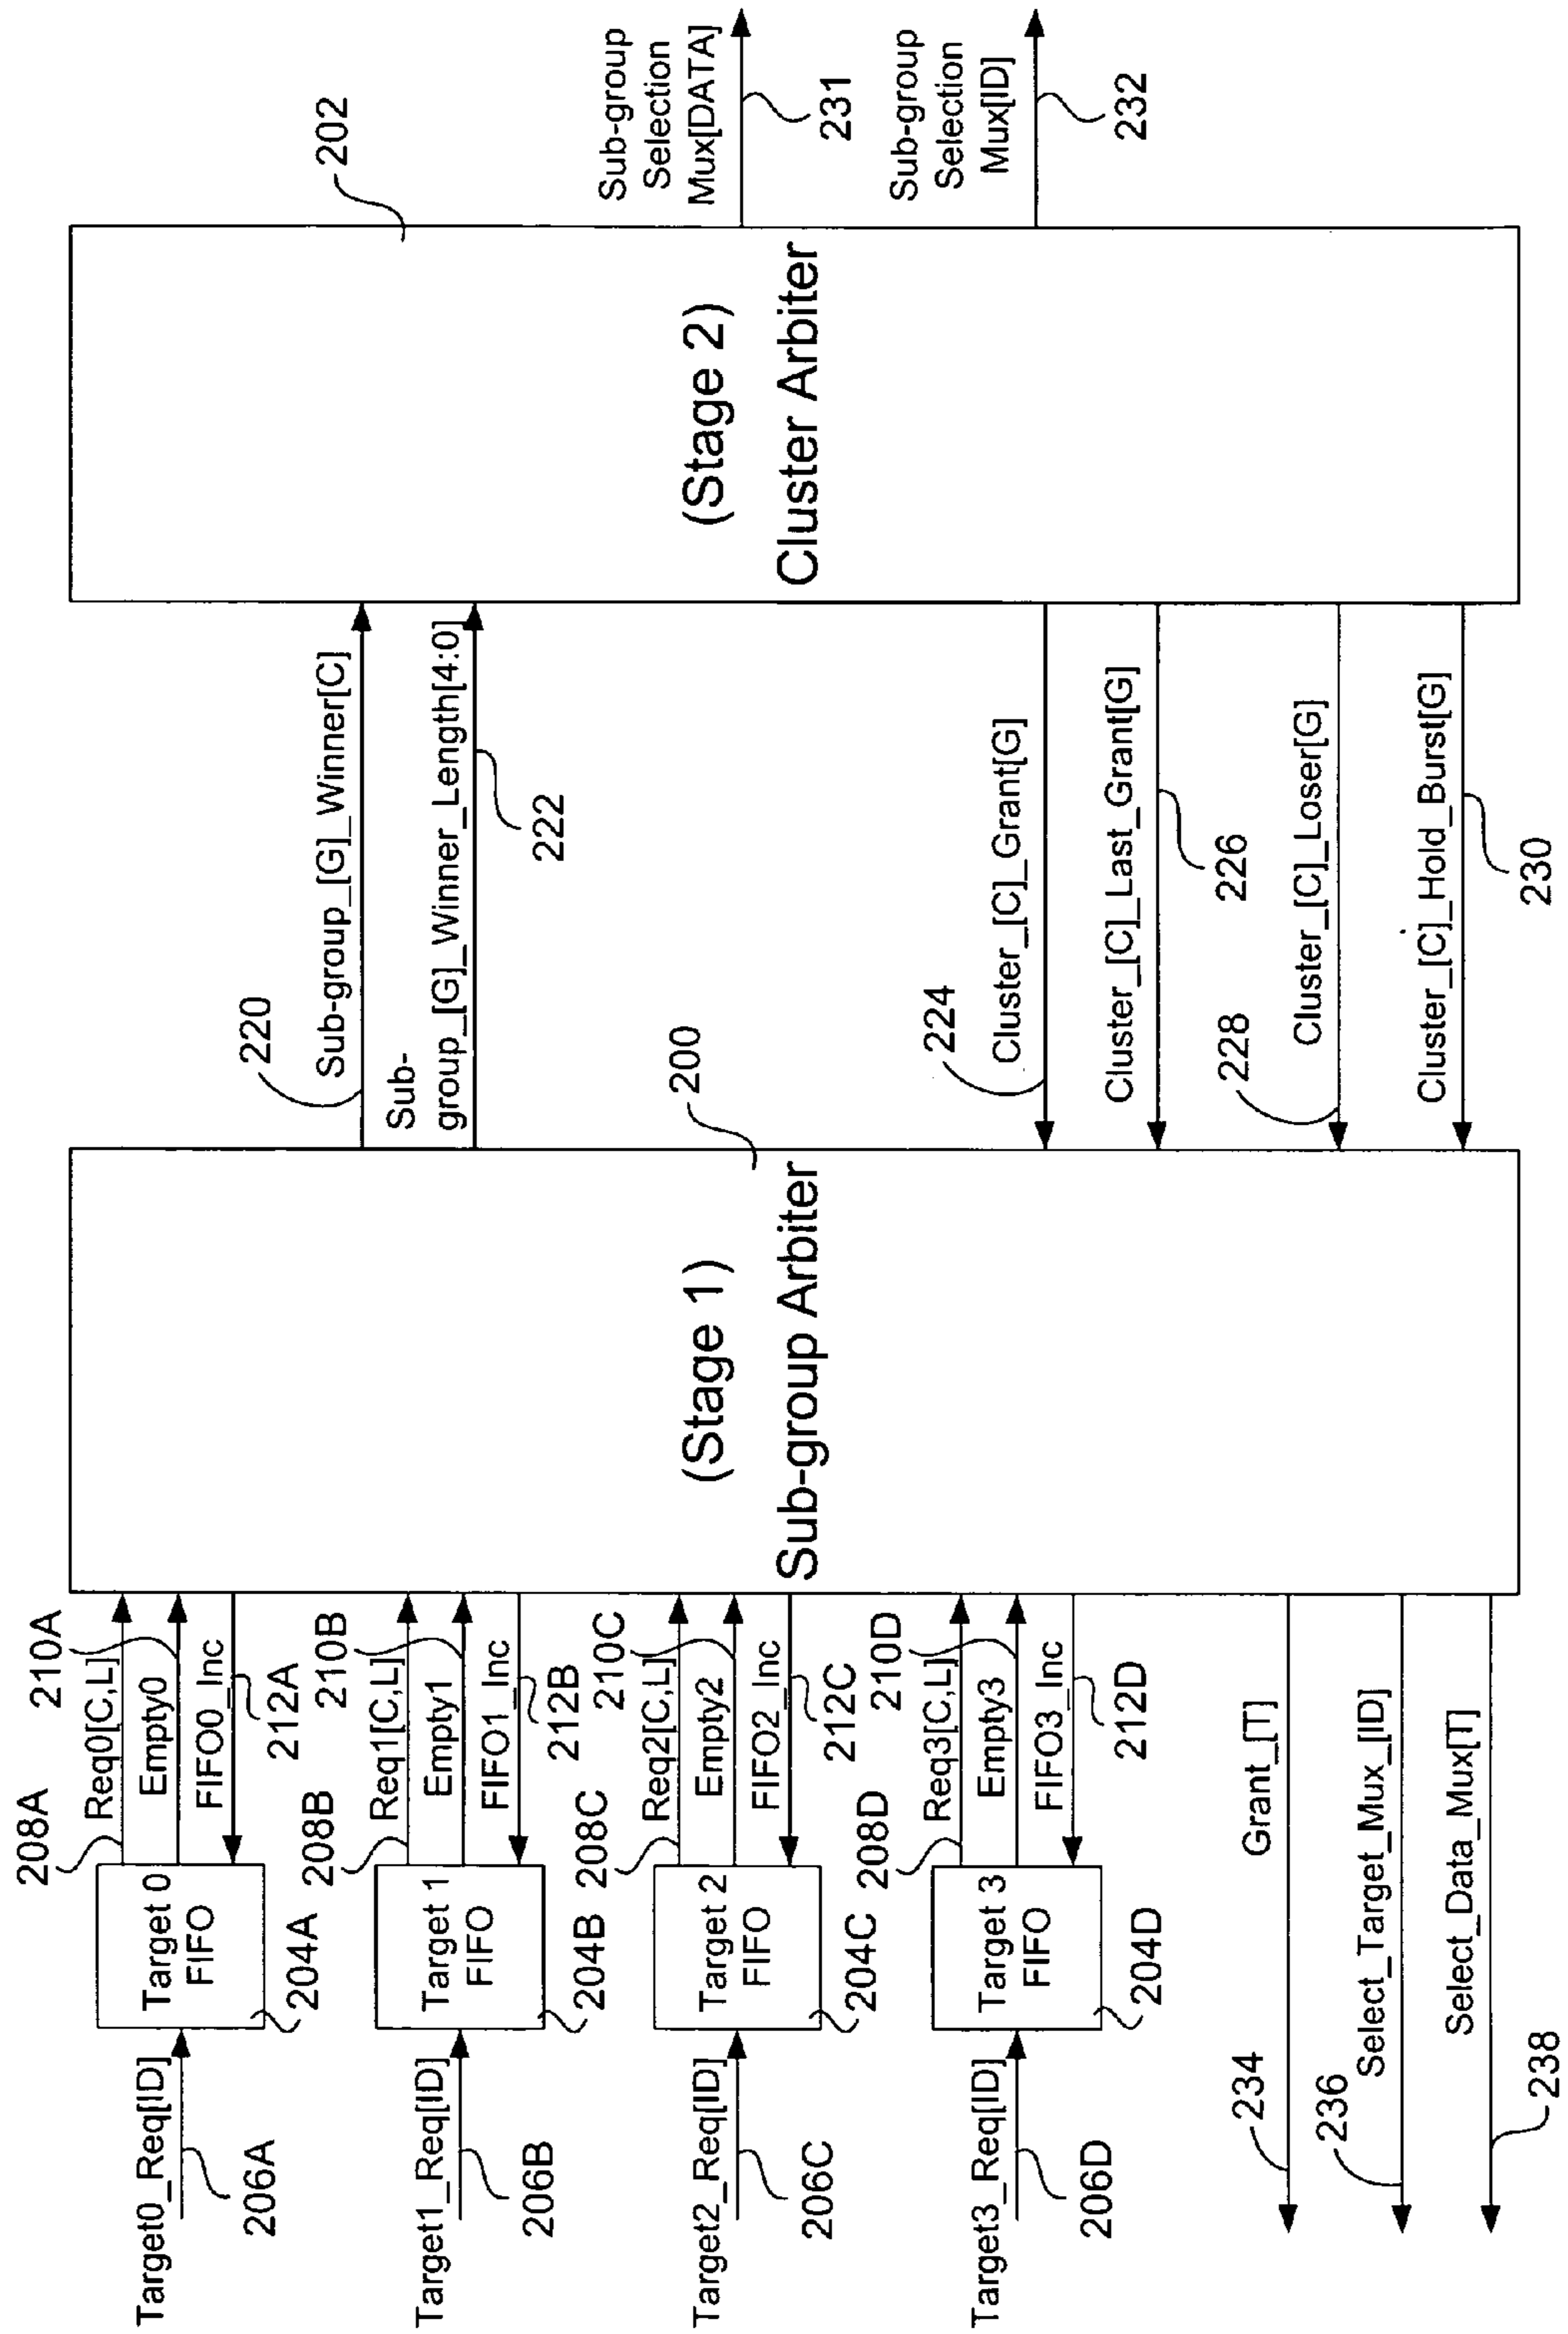 Target0_Req[ID]
206A
Target 0
FIFO
204A
208A
Req0[C,L]
210A
Empty0
FIFO0_Inc
212A
Target1_Req[ID]
206B
Target 1
FIFO
204B
208B
Req1[C,L]
210B
Empty1
FIFO1_Inc
212B
Target2_Req[ID]
206C
Target 2
FIFO
204C
208C
Req2[C,L]
210C
Empty2
FIFO2_Inc
212C
Target3_Req[ID]
206D
Target 3
FIFO
204D
208D
Req3[C,L]
210D
Empty3
FIFO3_Inc
212D
234
Grant_[T]
236
Select_Target_Mux_[ID]
Select_Data_Mux[T]
238
(Stage 1)
Sub-group Arbiter
200
220
Sub-group_[G]_Winner[C]
Sub-
group_[G]_Winner_Length[4:0]
222
224
Cluster_[C]_Grant[G]
Cluster_[C]_Last_Grant[G]
226
228
Cluster_[C]_Loser[G]
Cluster_[C]_Hold_Burst[G]
230
(Stage 2)
Cluster Arbiter
202
Sub-group
Selection
Mux[DATA]
231
Sub-group
Selection
Mux[ID]
232